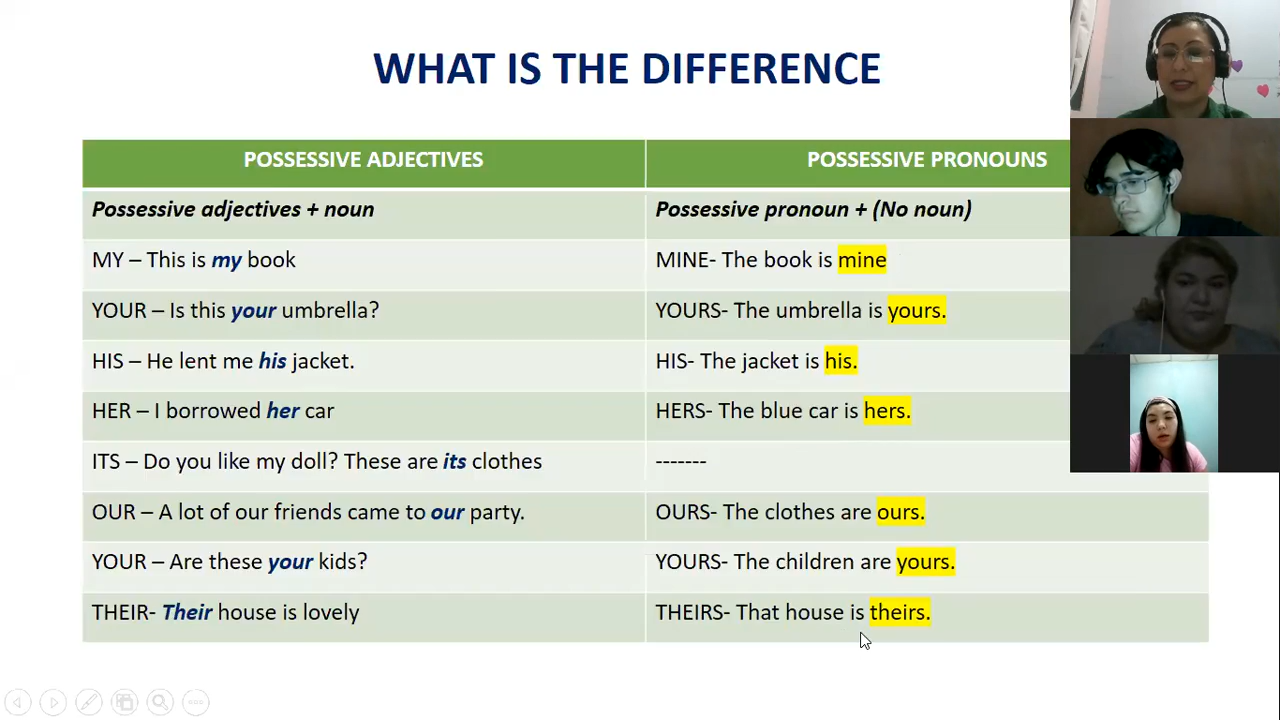 WHAT IS THE DIFFERENCE
POSSESSIVE ADJECTIVES
POSSESSIVE PRONOUNS
Possessive adjectives + noun
Possessive pronoun + (No noun)
MY – This is my book
MINE- The book is mine
YOUR – Is this your umbrella?
YOURS- The umbrella is yours.
HIS – He lent me his jacket.
HIS- The jacket is his.
HER – I borrowed her car
HERS- The blue car is hers.
ITS – Do you like my doll? These are its clothes
-------
OUR – A lot of our friends came to our party.
OURS- The clothes are ours.
YOUR – Are these your kids?
YOURS- The children are yours.
THEIR- Their house is lovely
THEIRS- That house is theirs.